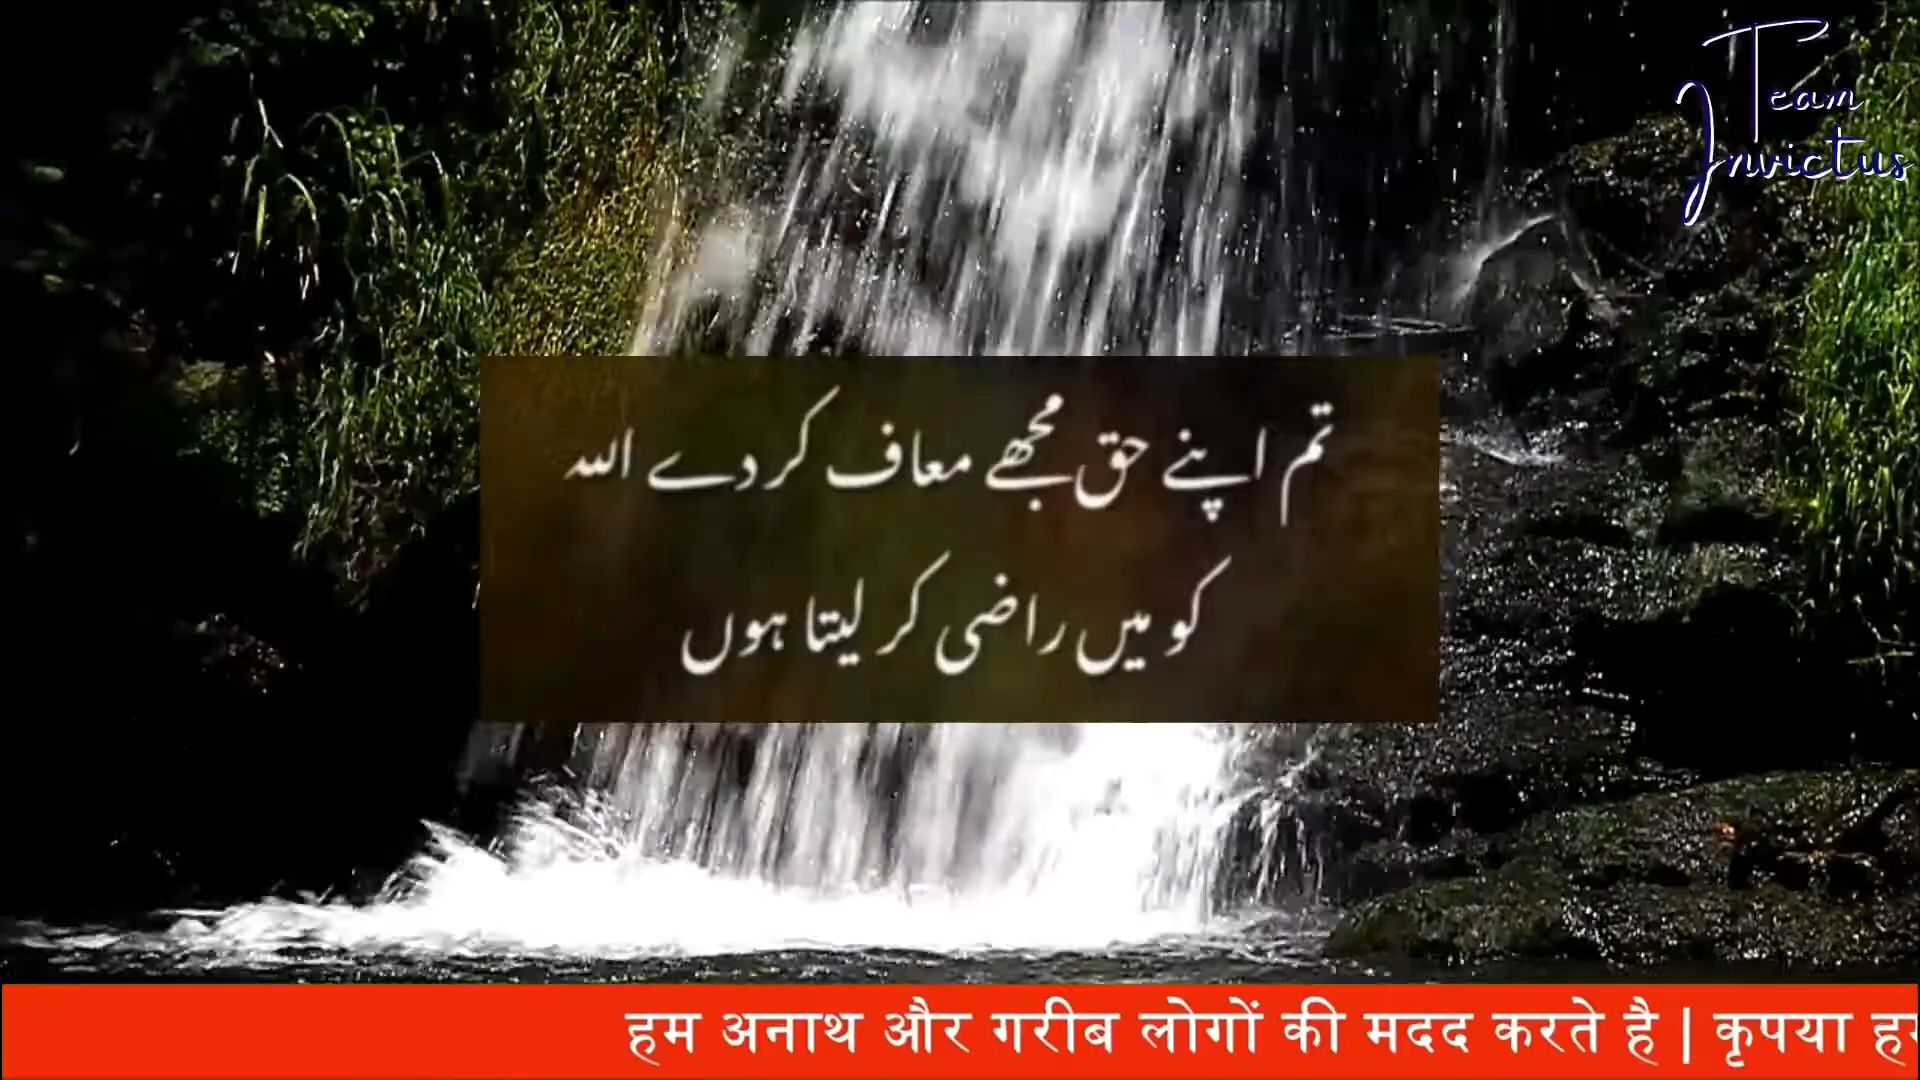 Team
Invictus
تم اپنے حق مجھے معاف کر دے اللہ
کو میں راضی کر لیتا ہوں
हम अनाथ और गरीब लोगों की मदद करते है | कृपया